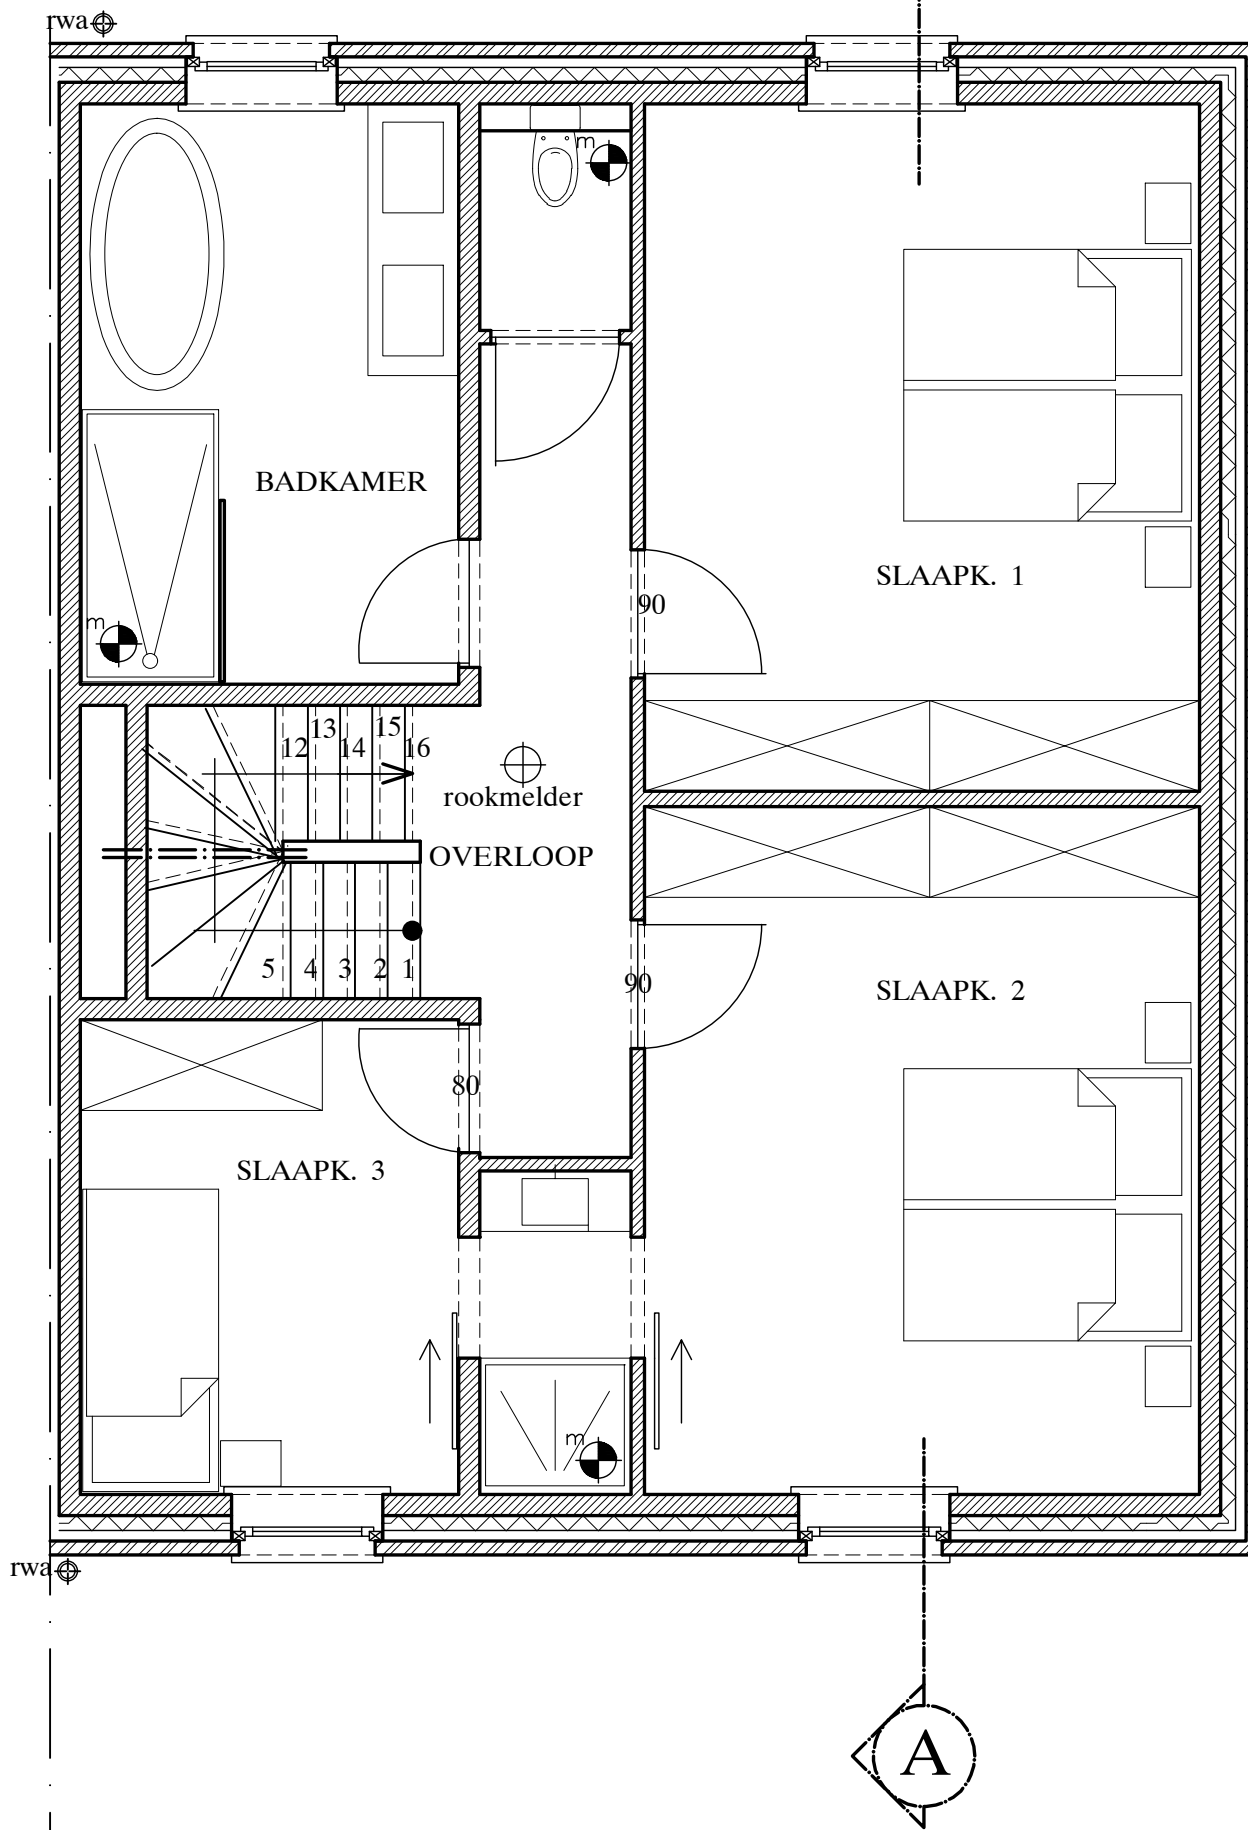 rwa
m
BADKAMER
SLAAPK. 1
90
m
12 13 14 15 16
rookmelder
OVERLOOP
5 4 3 2 1
90
SLAAPK. 2
80
SLAAPK. 3
m
rwa
A